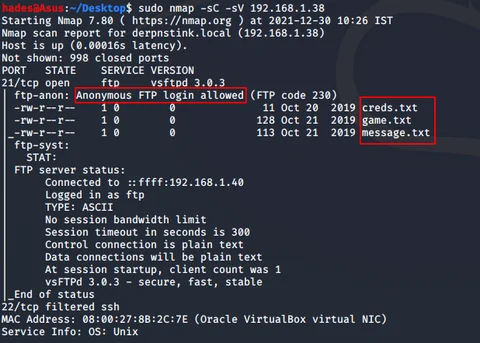 hades@Asus:~/Desktop$ sudo nmap -sC -sV 192.168.1.38
Starting Nmap 7.80 ( https://nmap.org ) at 2021-12-30 10:26 IST
Nmap scan report for derpnstink.local (192.168.1.38)
Host is up (0.00016s latency).
Not shown: 998 closed ports
PORT   STATE    SERVICE VERSION
21/tcp open     ftp     vsftpd 3.0.3
| ftp-anon: Anonymous FTP login allowed (FTP code 230)
| -rw-r--r--    1 0        0              11 Oct 20  2019 creds.txt
| -rw-r--r--    1 0        0             128 Oct 21  2019 game.txt
|_-rw-r--r--    1 0        0             113 Oct 21  2019 message.txt
| ftp-syst:
|   STAT:
| FTP server status:
|      Connected to ::ffff:192.168.1.40
|      Logged in as ftp
|      TYPE: ASCII
|      No session bandwidth limit
|      Session timeout in seconds is 300
|      Control connection is plain text
|      Data connections will be plain text
|      At session startup, client count was 1
|      vsFTPd 3.0.3 - secure, fast, stable
|_End of status
22/tcp filtered ssh
MAC Address: 08:00:27:8B:2C:7E (Oracle VirtualBox virtual NIC)
Service Info: OS: Unix